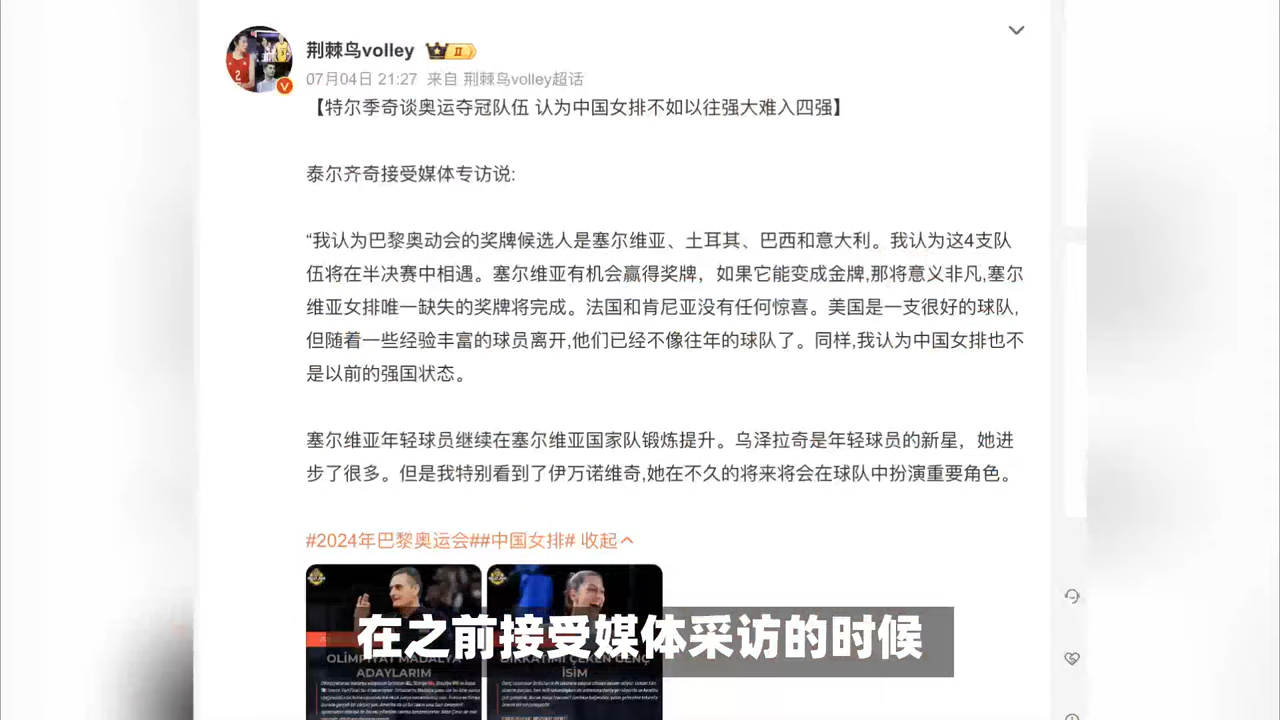 荆棘鸟volley
II
07月04日 21:27 来自 荆棘鸟volley超话
【特尔季奇谈奥运夺冠队伍 认为中国女排不如以往强大难入四强】
泰尔齐奇接受媒体专访说:
“我认为巴黎奥动会的奖牌候选人是塞尔维亚、土耳其、巴西和意大利。我认为这4支队
伍将在半决赛中相遇。塞尔维亚有机会赢得奖牌，如果它能变成金牌,那将意义非凡,塞尔
维亚女排唯一缺失的奖牌将完成。法国和肯尼亚没有任何惊喜。美国是一支很好的球队,
但随着一些经验丰富的球员离开,他们已经不像往年的球队了。同样,我认为中国女排也不
是以前的强国状态。
塞尔维亚年轻球员继续在塞尔维亚国家队锻炼提升。乌泽拉奇是年轻球员的新星，她进
步了很多。但是我特别看到了伊万诺维奇,她在不久的将来将会在球队中扮演重要角色。
#2024年巴黎奥运会##中国女排# 收起
在之前接受媒体采访的时候
OLİMPİYAT MADALYA
ADAYLARIM
DİKKATİMİ ÇEKEN GENÇ
İSİM